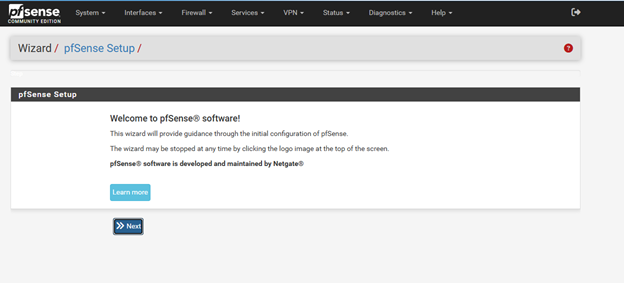 pfsense
COMMUNITY EDITION
System Interfaces Firewall Services VPN Status Diagnostics Help
Wizard / pfSense Setup /
?
pfSense Setup
Welcome to pfSense® software!
This wizard will provide guidance through the initial configuration of pfSense.
The wizard may be stopped at any time by clicking the logo image at the top of the screen.
pfSense® software is developed and maintained by Netgate®
Learn more
Next